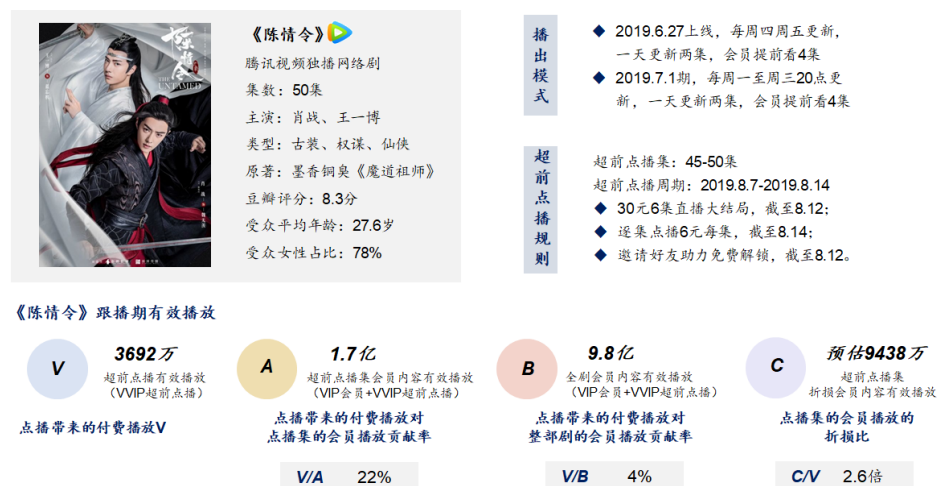 陈情令
THE
UNTAMED
《陈情令》
腾讯视频独播网络剧
集数：50集
主演：肖战、王一博
类型：古装、权谋、仙侠
原著：墨香铜臭《魔道祖师》
豆瓣评分：8.3分
受众平均年龄：27.6岁
受众女性占比：78%
播出模式
◆ 2019.6.27上线，每周四周五更新，
一天更新两集，会员提前看4集
◆ 2019.7.1期，每周一至周三20点更
新，一天更新两集，会员提前看4集
超前点播规则
超前点播集：45-50集
超前点播周期：2019.8.7-2019.8.14
◆ 30元6集直播大结局，截至8.12；
◆ 逐集点播6元每集，截至8.14；
◆ 邀请好友助力免费解锁，截至8.12。
《陈情令》跟播期有效播放
V
3692万
超前点播有效播放
（VVIP超前点播）
点播带来的付费播放V
A
1.7亿
超前点播集会员内容有效播放
（VIP会员+VVIP超前点播）
点播带来的付费播放对
点播集的会员播放贡献率
V/A 22%
B
9.8亿
全剧会员内容有效播放
（VIP会员+VVIP超前点播）
点播带来的付费播放对
整部剧的会员播放贡献率
V/B 4%
C
预估9438万
超前点播集
折损会员内容有效播放
点播集的会员播放的
折损比
C/V 2.6倍